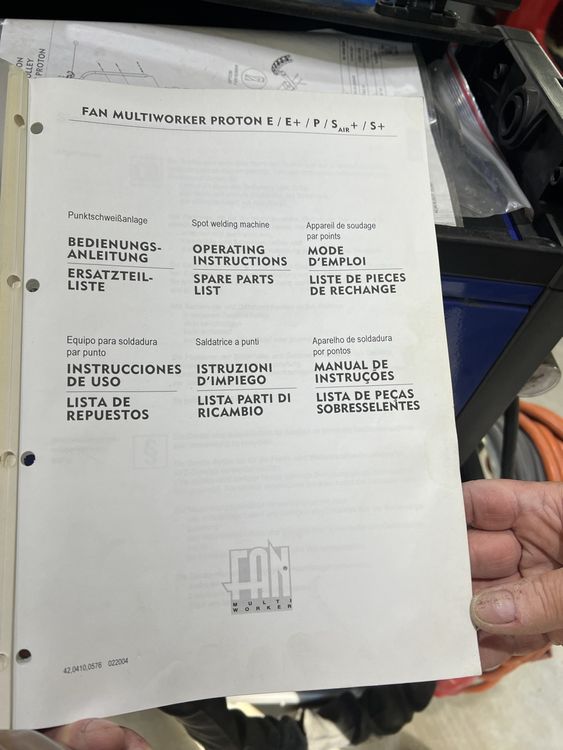 PROTON
FAN MULTIWORKER PROTON E / E+ / P / SAIR+ / S+
Punktschweißanlage
BEDIENUNGS-
ANLEITUNG
ERSATZTEIL-
LISTE
Spot welding machine
OPERATING
INSTRUCTIONS
SPARE PARTS
LIST
Appareil de soudage
par points
MODE
D'EMPLOI
LISTE DE PIECES
DE RECHANGE
Equipo para soldadura
par punto
INSTRUCCIONES
DE USO
LISTA DE
REPUESTOS
Saldatrice a punti
ISTRUZIONI
D'IMPIEGO
LISTA PARTI DI
RICAMBIO
Aparelho de soldadura
por pontos
MANUAL DE
INSTRUÇÕES
LISTA DE PEÇAS
SOBRESSELENTES
FAN®
MULTI
WORKER
42,0410,0576 022004